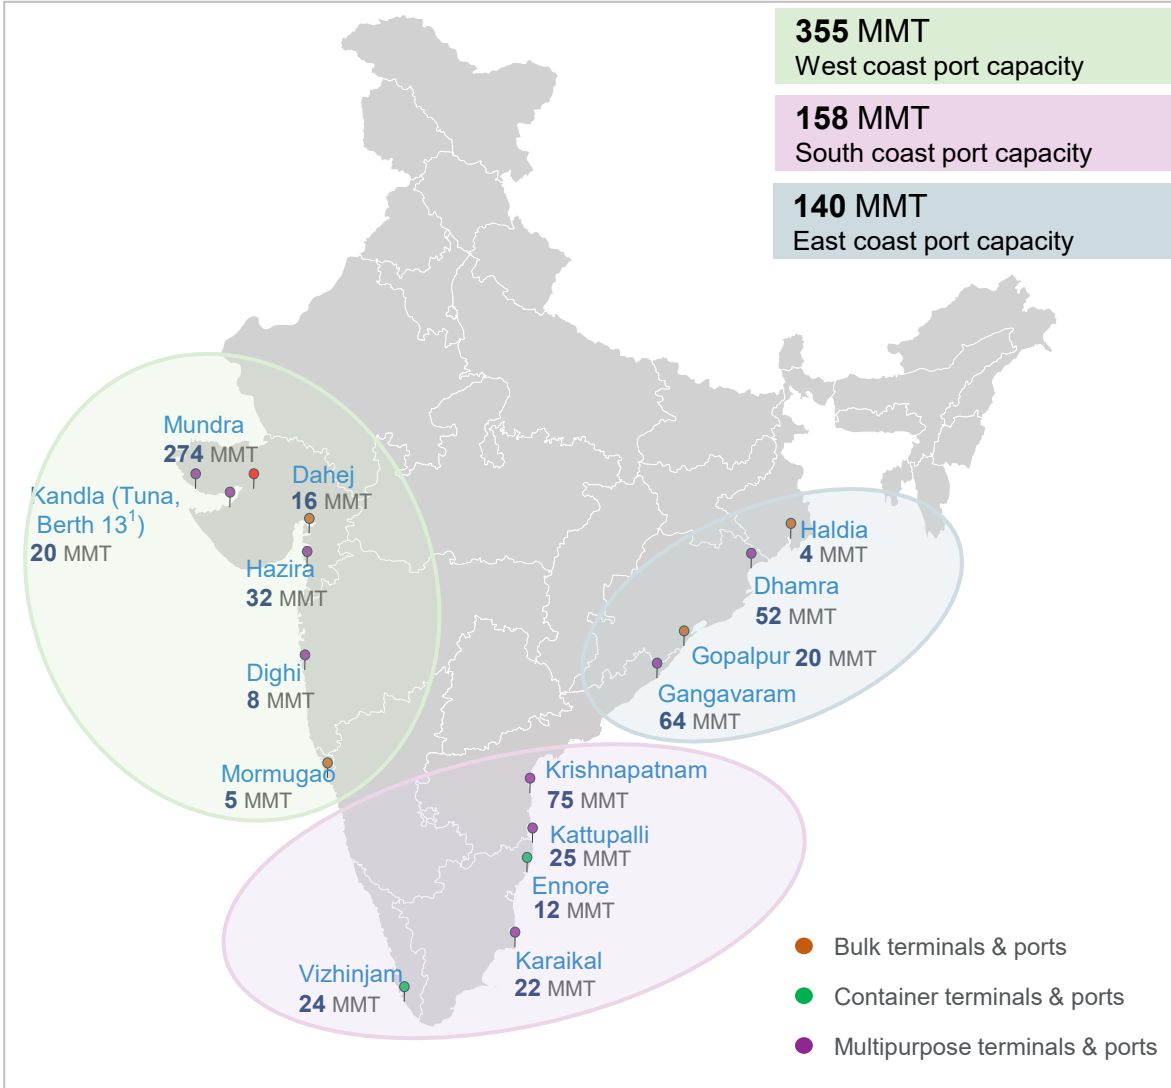 355 MMT
West coast port capacity
158 MMT
South coast port capacity
140 MMT
East coast port capacity
Mundra
274 MMT
Kandla (Tuna,
Berth 13¹)
20 MMT
Dahej
16 MMT
Hazira
32 MMT
Dighi
8 MMT
Mormugao
5 MMT
Haldia
4 MMT
Dhamra
52 MMT
Gopalpur 20 MMT
Gangavaram
64 MMT
Krishnapatnam
75 MMT
Kattupalli
25 MMT
Ennore
12 MMT
Karaikal
22 MMT
Vizhinjam
24 MMT
Bulk terminals & ports
Container terminals & ports
Multipurpose terminals & ports